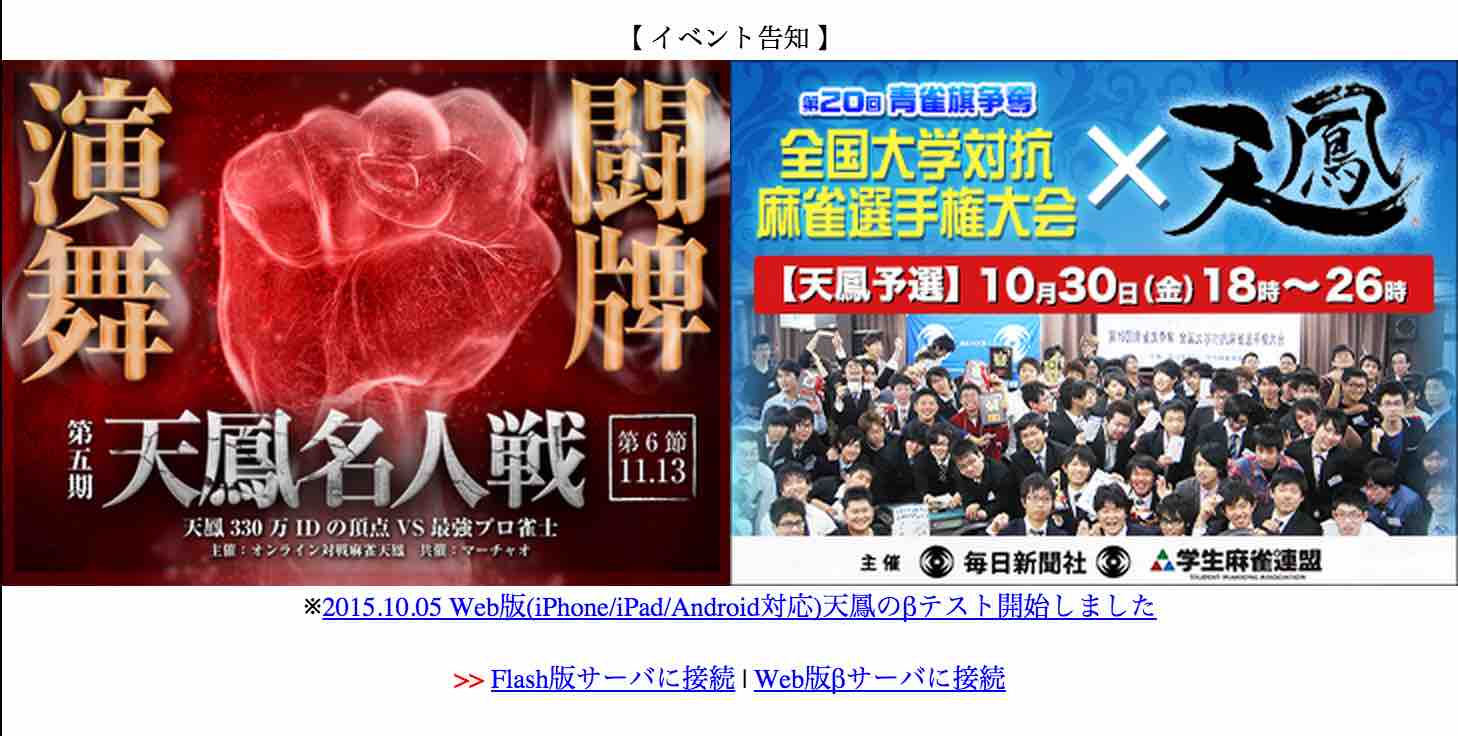 【 イベント告知 】
闘牌
演舞
第五期
天鳳名人戦
第6節
11.13
天鳳 330 万 ID の頂点 VS 最強プロ雀士
主催：オンライン対戦麻雀天鳳　共催：マーチャオ
第20回 青雀旗争奪
全国大学対抗
麻雀選手権大会
×
天鳳
【天鳳予選】10月30日(金)18時～26時
主催 毎日新聞社 学生麻雀連盟
※2015.10.05 Web版(iPhone/iPad/Android対応)天鳳のβテスト開始しました
>> Flash版サーバに接続 | Web版βサーバに接続